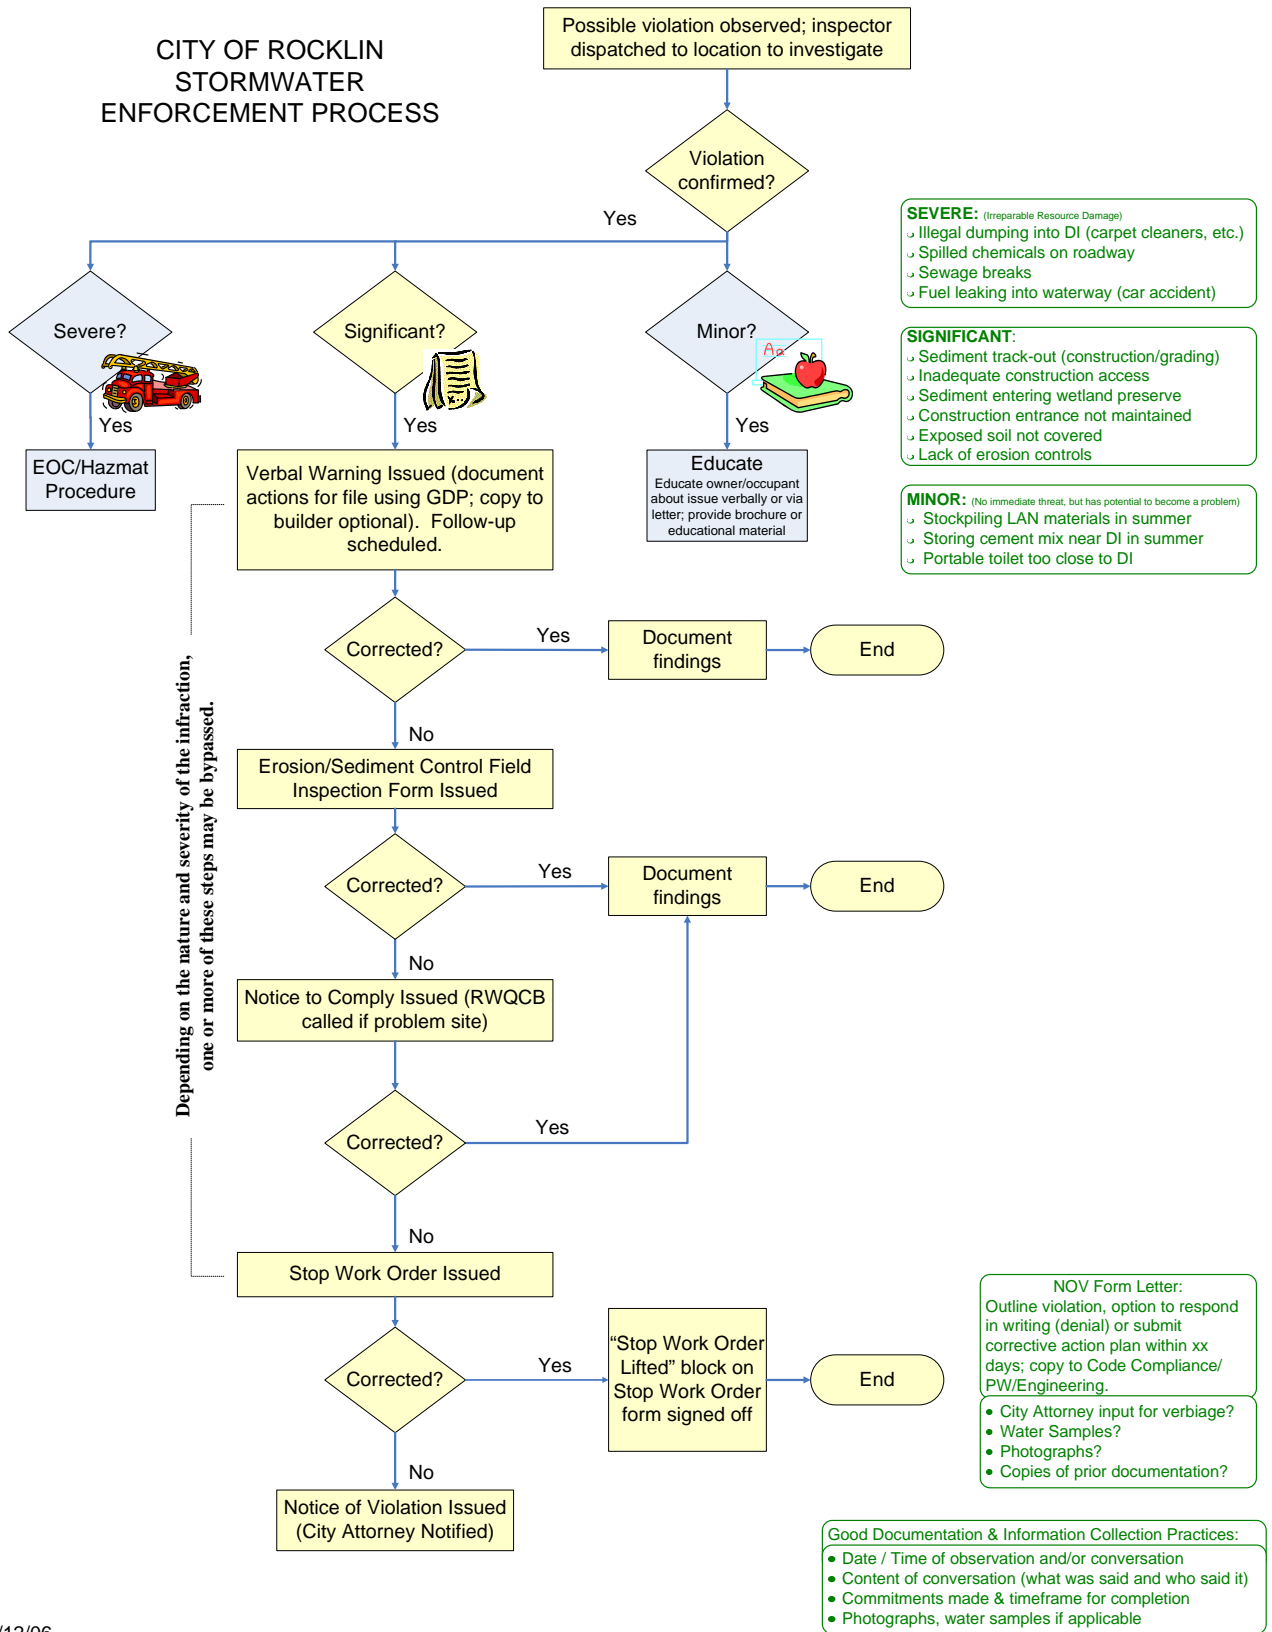 CITY OF ROCKLIN
STORMWATER
ENFORCEMENT PROCESS
Possible violation observed; inspector
dispatched to location to investigate
Violation
confirmed?
Yes
Severe?
Significant?
Minor?
Aa
Yes
Yes
Yes
EOC/Hazmat
Procedure
Verbal Warning Issued (document
actions for file using GDP; copy to
builder optional).  Follow-up
scheduled.
Educate
Educate owner/occupant
about issue verbally or via
letter; provide brochure or
educational material
SEVERE: (Irreparable Resource Damage)
Illegal dumping into DI (carpet cleaners, etc.)
Spilled chemicals on roadway
Sewage breaks
Fuel leaking into waterway (car accident)
SIGNIFICANT:
Sediment track-out (construction/grading)
Inadequate construction access
Sediment entering wetland preserve
Construction entrance not maintained
Exposed soil not covered
Lack of erosion controls
MINOR: (No immediate threat, but has potential to become a problem)
Stockpiling LAN materials in summer
Storing cement mix near DI in summer
Portable toilet too close to DI
Depending on the nature and severity of the infraction,
one or more of these steps may be bypassed.
Corrected?
Yes
Document
findings
End
No
Erosion/Sediment Control Field
Inspection Form Issued
Corrected?
Yes
Document
findings
End
No
Notice to Comply Issued (RWQCB
called if problem site)
Corrected?
Yes
No
Stop Work Order Issued
Corrected?
Yes
“Stop Work Order
Lifted” block on
Stop Work Order
form signed off
End
No
Notice of Violation Issued
(City Attorney Notified)
NOV Form Letter:
Outline violation, option to respond
in writing (denial) or submit
corrective action plan within xx
days; copy to Code Compliance/
PW/Engineering.
• City Attorney input for verbiage?
• Water Samples?
• Photographs?
• Copies of prior documentation?
Good Documentation & Information Collection Practices:
• Date / Time of observation and/or conversation
• Content of conversation (what was said and who said it)
• Commitments made & timeframe for completion
• Photographs, water samples if applicable